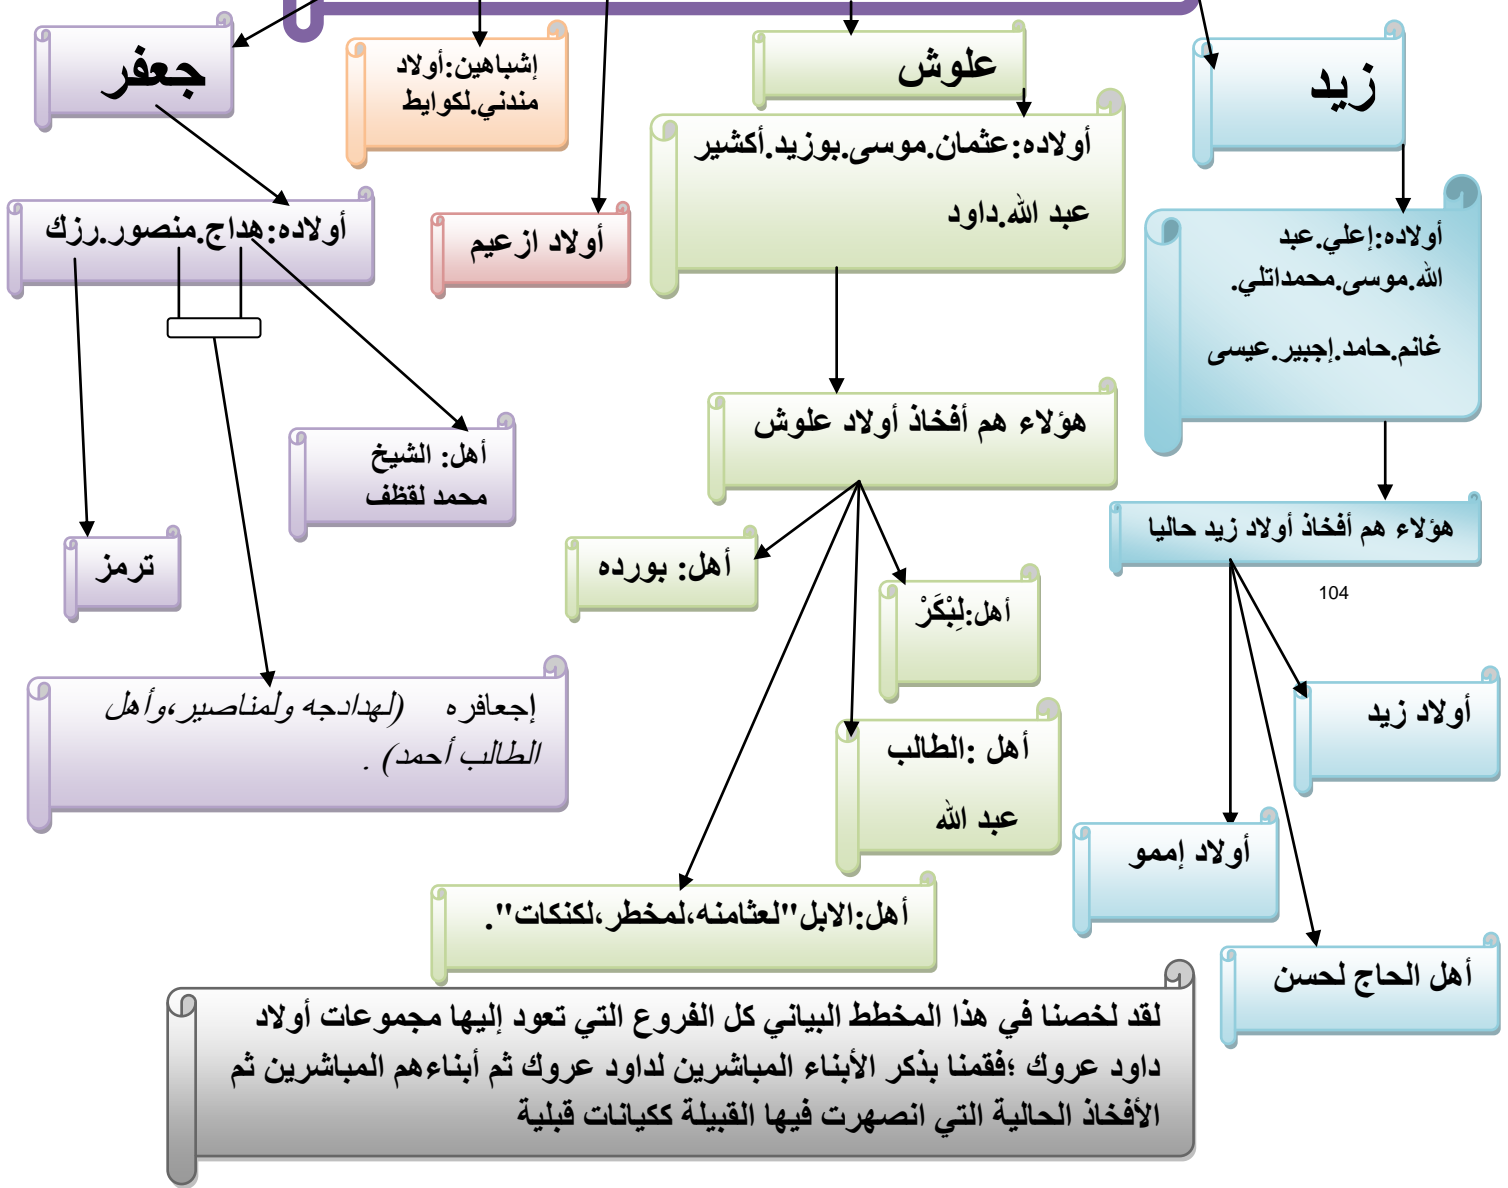 زيد
علوش
إشباهين:أولاد
مندني.لكوايط
جعفر
أولاده:عثمان.موسى.بوزيد.أكشير
عبد الله.داود
أولاده:إعلي.عبد
الله.موسى.محمداتلي.
غانم.حامد.إجبير.عيسى
أولاد ازعيم
أولاده:هداج.منصور.رزك
هؤلاء هم أفخاذ أولاد علوش
أهل: الشيخ
محمد لقظف
هؤلاء هم أفخاذ أولاد زيد حاليا
أهل: بورده
ترمز
104
أهل:لِبْكَرْ
أولاد زيد
إجعافره (لهدادجه ولمناصير،وأهل
الطالب أحمد) .
أهل :الطالب
عبد الله
أولاد إممو
أهل:الابل"لعثامنه،لمخطر،لكنكات".
أهل الحاج لحسن
لقد لخصنا في هذا المخطط البياني كل الفروع التي تعود إليها مجموعات أولاد
داود عروك ؛فقمنا بذكر الأبناء المباشرين لداود عروك ثم أبناءهم المباشرين ثم
الأفخاذ الحالية التي انصهرت فيها القبيلة ككيانات قبلية